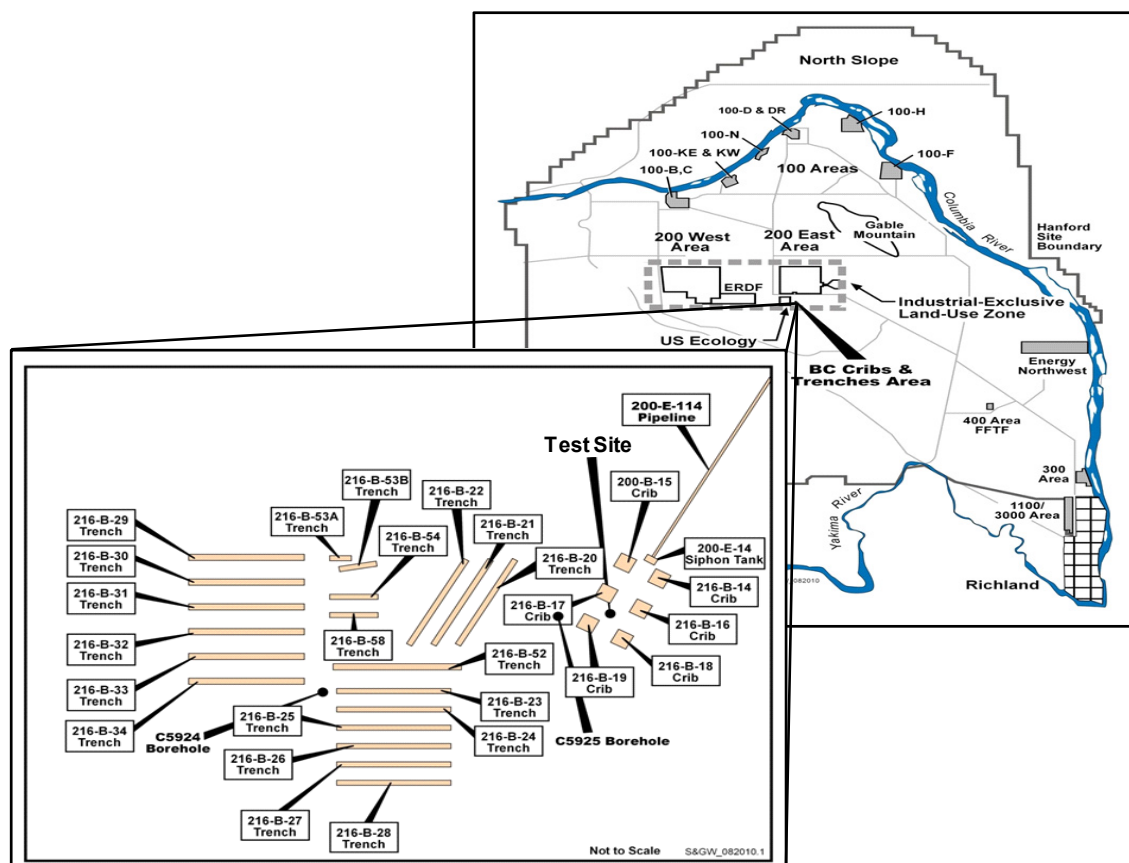 North Slope
100-D & DR
100-H
100-N
100-KE & KW
100-F
100-B,C
100 Areas
Columbia
River
Gable
Mountain
Hanford
Site
Boundary
200 West
Area
200 East
Area
ERDF
Industrial-Exclusive
Land-Use Zone
US Ecology
BC Cribs &
Trenches Area
Energy
Northwest
400 Area
FFTF
300
Area
1100/
3000 Area
Yakima
River
Richland
_082010
200-E-114
Pipeline
Test Site
216-B-53B
Trench
216-B-22
Trench
200-B-15
Crib
216-B-53A
Trench
216-B-21
Trench
216-B-29
Trench
216-B-54
Trench
216-B-20
Trench
200-E-14
Siphon Tank
216-B-30
Trench
216-B-14
Crib
216-B-31
Trench
216-B-17
Crib
216-B-16
Crib
216-B-32
Trench
216-B-58
Trench
216-B-52
Trench
216-B-19
Crib
216-B-18
Crib
216-B-33
Trench
216-B-23
Trench
216-B-34
Trench
216-B-25
Trench
216-B-24
Trench
C5924
Borehole
C5925 Borehole
216-B-26
Trench
216-B-27
Trench
216-B-28
Trench
Not to Scale
S&GW_082010.1